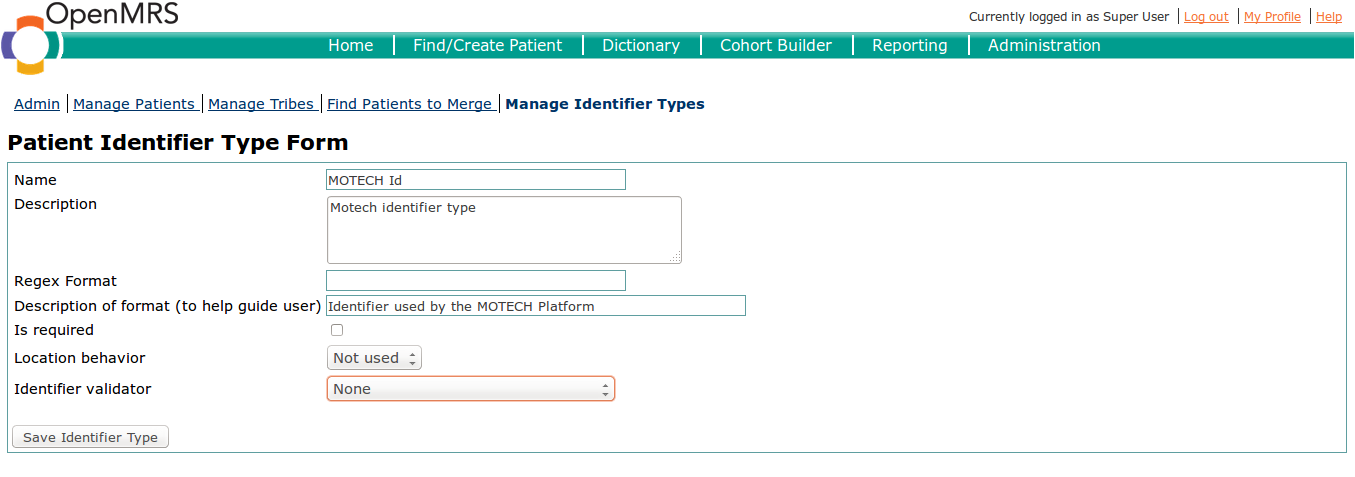 OpenMRS
Currently logged in as Super User Log out My Profile Help
Home Find/Create Patient Dictionary Cohort Builder Reporting Administration
Admin Manage Patients Manage Tribes Find Patients to Merge Manage Identifier Types
Patient Identifier Type Form
Name MOTECH Id
Description Motech identifier type
Regex Format
Description of format (to help guide user) Identifier used by the MOTECH Platform
Is required
Location behavior Not used
Identifier validator None
Save Identifier Type